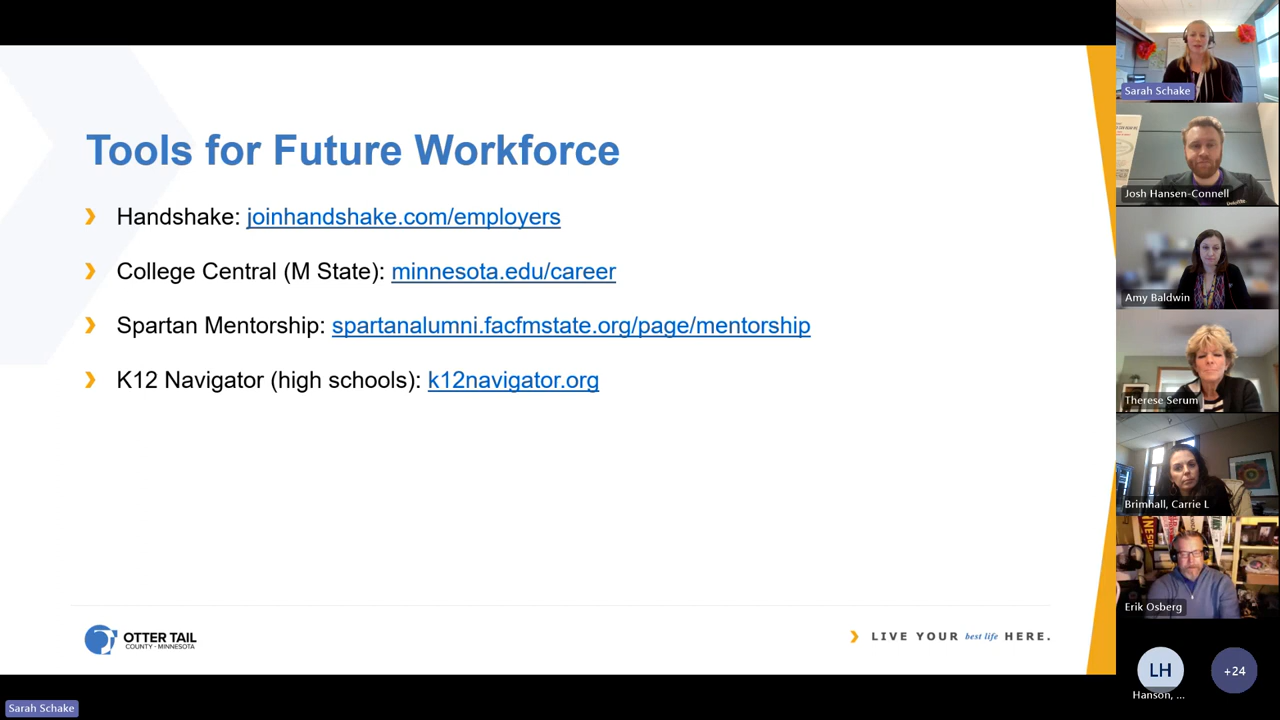 Tools for Future Workforce
❯ Handshake: joinhandshake.com/employers
❯ College Central (M State): minnesota.edu/career
❯ Spartan Mentorship: spartanalumni.facfmstate.org/page/mentorship
❯ K12 Navigator (high schools): k12navigator.org
OTTER TAIL
COUNTY - MINNESOTA
LIVE YOUR best life HERE.
Sarah Schake
Sarah Schake
Josh Hansen-Connell
Amy Baldwin
Therese Serum
Brimhall, Carrie L
Erik Osberg
LH
Hanson, ...
+24